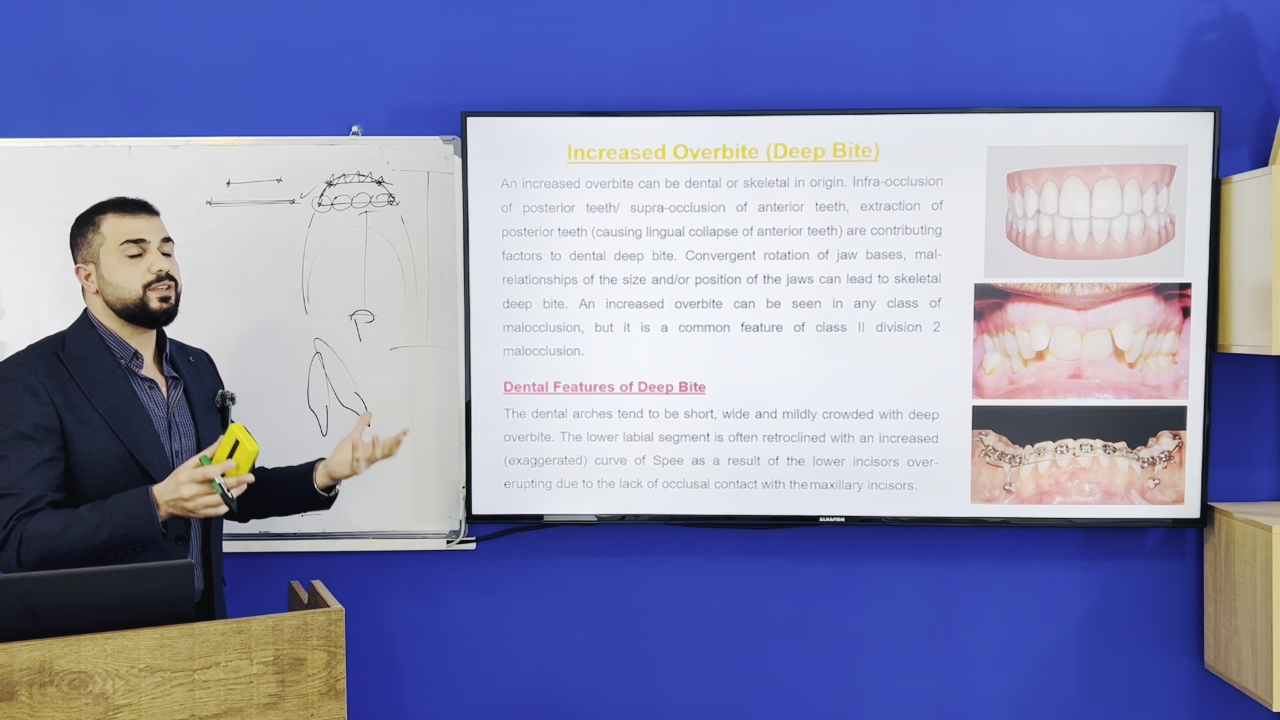 Increased Overbite (Deep Bite)
An increased overbite can be dental or skeletal in origin. Infra-occlusion
of posterior teeth/ supra-occlusion of anterior teeth, extraction of
posterior teeth (causing lingual collapse of anterior teeth) are contributing
factors to dental deep bite. Convergent rotation of jaw bases, mal-
relationships of the size and/or position of the jaws can lead to skeletal
deep bite. An increased overbite can be seen in any class of
malocclusion, but it is a common feature of class II division 2
malocclusion.
Dental Features of Deep Bite
The dental arches tend to be short, wide and mildly crowded with deep
overbite. The lower labial segment is often retroclined with an increased
(exaggerated) curve of Spee as a result of the lower incisors over-
erupting due to the lack of occlusal contact with the maxillary incisors.
ALHAFIDH